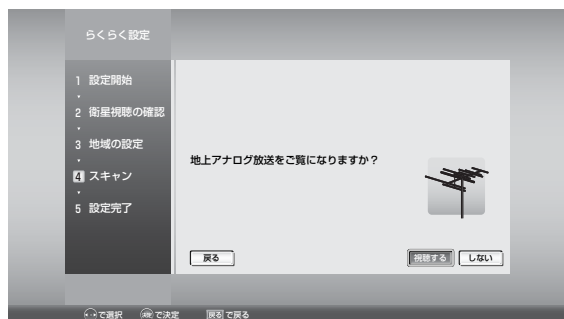 らくらく設定
1 設定開始
2 衛星視聴の確認
3 地域の設定
4 スキャン
5 設定完了
地上アナログ放送をご覧になりますか？
戻る
視聴する
しない
で選択 決定 で決定 戻る で戻る